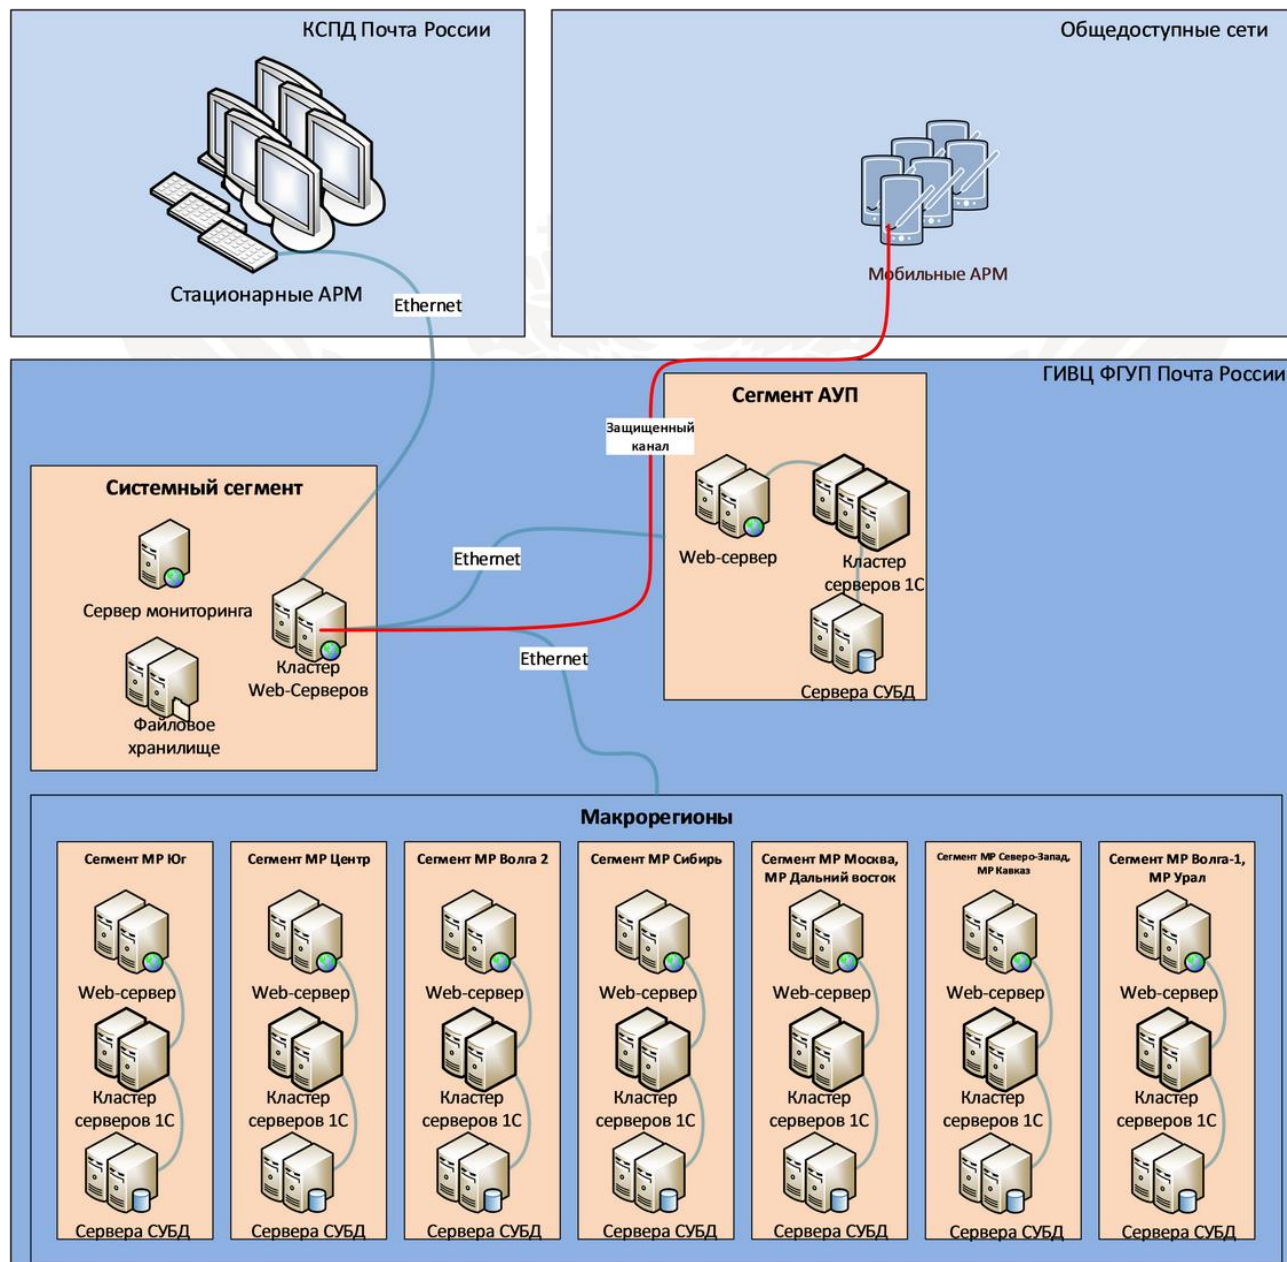 КСПД Почта России
Общедоступные сети
Стационарные АРМ
Ethernet
Мобильные АРМ
ГИВЦ ФГУП Почта России
Сегмент АУП
Защищенный
канал
Web-сервер
Кластер
серверов 1С
Сервера СУБД
Системный сегмент
Сервер мониторинга
Кластер
Web-Серверов
Файловое
хранилище
Ethernet
Ethernet
Макрорегионы
Сегмент МР Юг
Web-сервер
Кластер
серверов 1С
Сервера СУБД
Сегмент МР Центр
Web-сервер
Кластер
серверов 1С
Сервера СУБД
Сегмент МР Волга 2
Web-сервер
Кластер
серверов 1С
Сервера СУБД
Сегмент МР Сибирь
Web-сервер
Кластер
серверов 1С
Сервера СУБД
Сегмент МР Москва,
МР Дальний восток
Web-сервер
Кластер
серверов 1С
Сервера СУБД
Сегмент МР Северо-Запад,
МР Кавказ
Web-сервер
Кластер
серверов 1С
Сервера СУБД
Сегмент МР Волга-1,
МР Урал
Web-сервер
Кластер
серверов 1С
Сервера СУБД